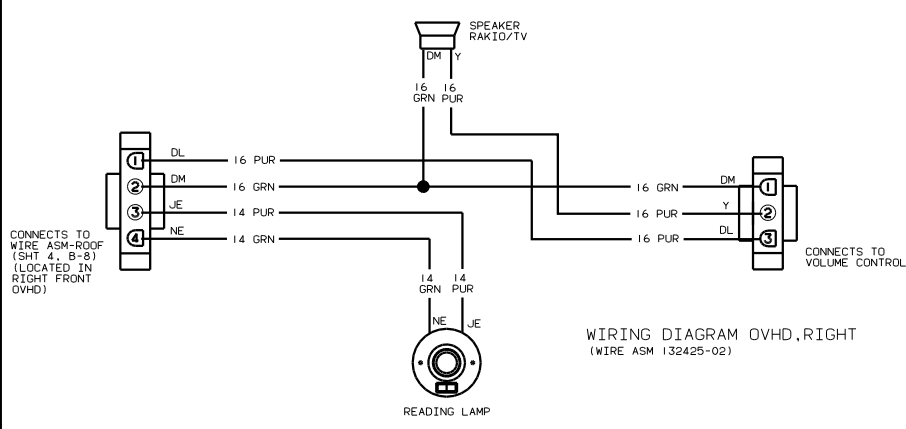 SPEAKER
RAKIO/TV
DM Y
16 GRN
16 PUR
1 DL 16 PUR
2 DM 16 GRN
3 JE 14 PUR
4 NE 14 GRN
CONNECTS TO
WIRE ASM-ROOF
(SHT 4, B-8)
(LOCATED IN
RIGHT FRONT
OVHD)
16 GRN DM 1
16 PUR Y 2
16 PUR DL 3
CONNECTS TO
VOLUME CONTROL
14 GRN
14 PUR
NE JE
READING LAMP
WIRING DIAGRAM OVHD,RIGHT
(WIRE ASM 132425-02)